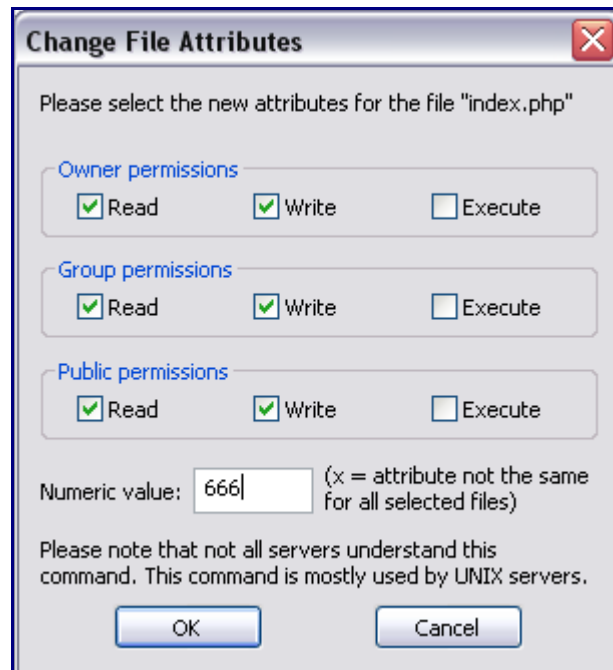 Change File Attributes
Please select the new attributes for the file "index.php"
Owner permissions
Read Write Execute
Group permissions
Read Write Execute
Public permissions
Read Write Execute
Numeric value: 666 (x = attribute not the same
for all selected files)
Please note that not all servers understand this
command. This command is mostly used by UNIX servers.
OK Cancel